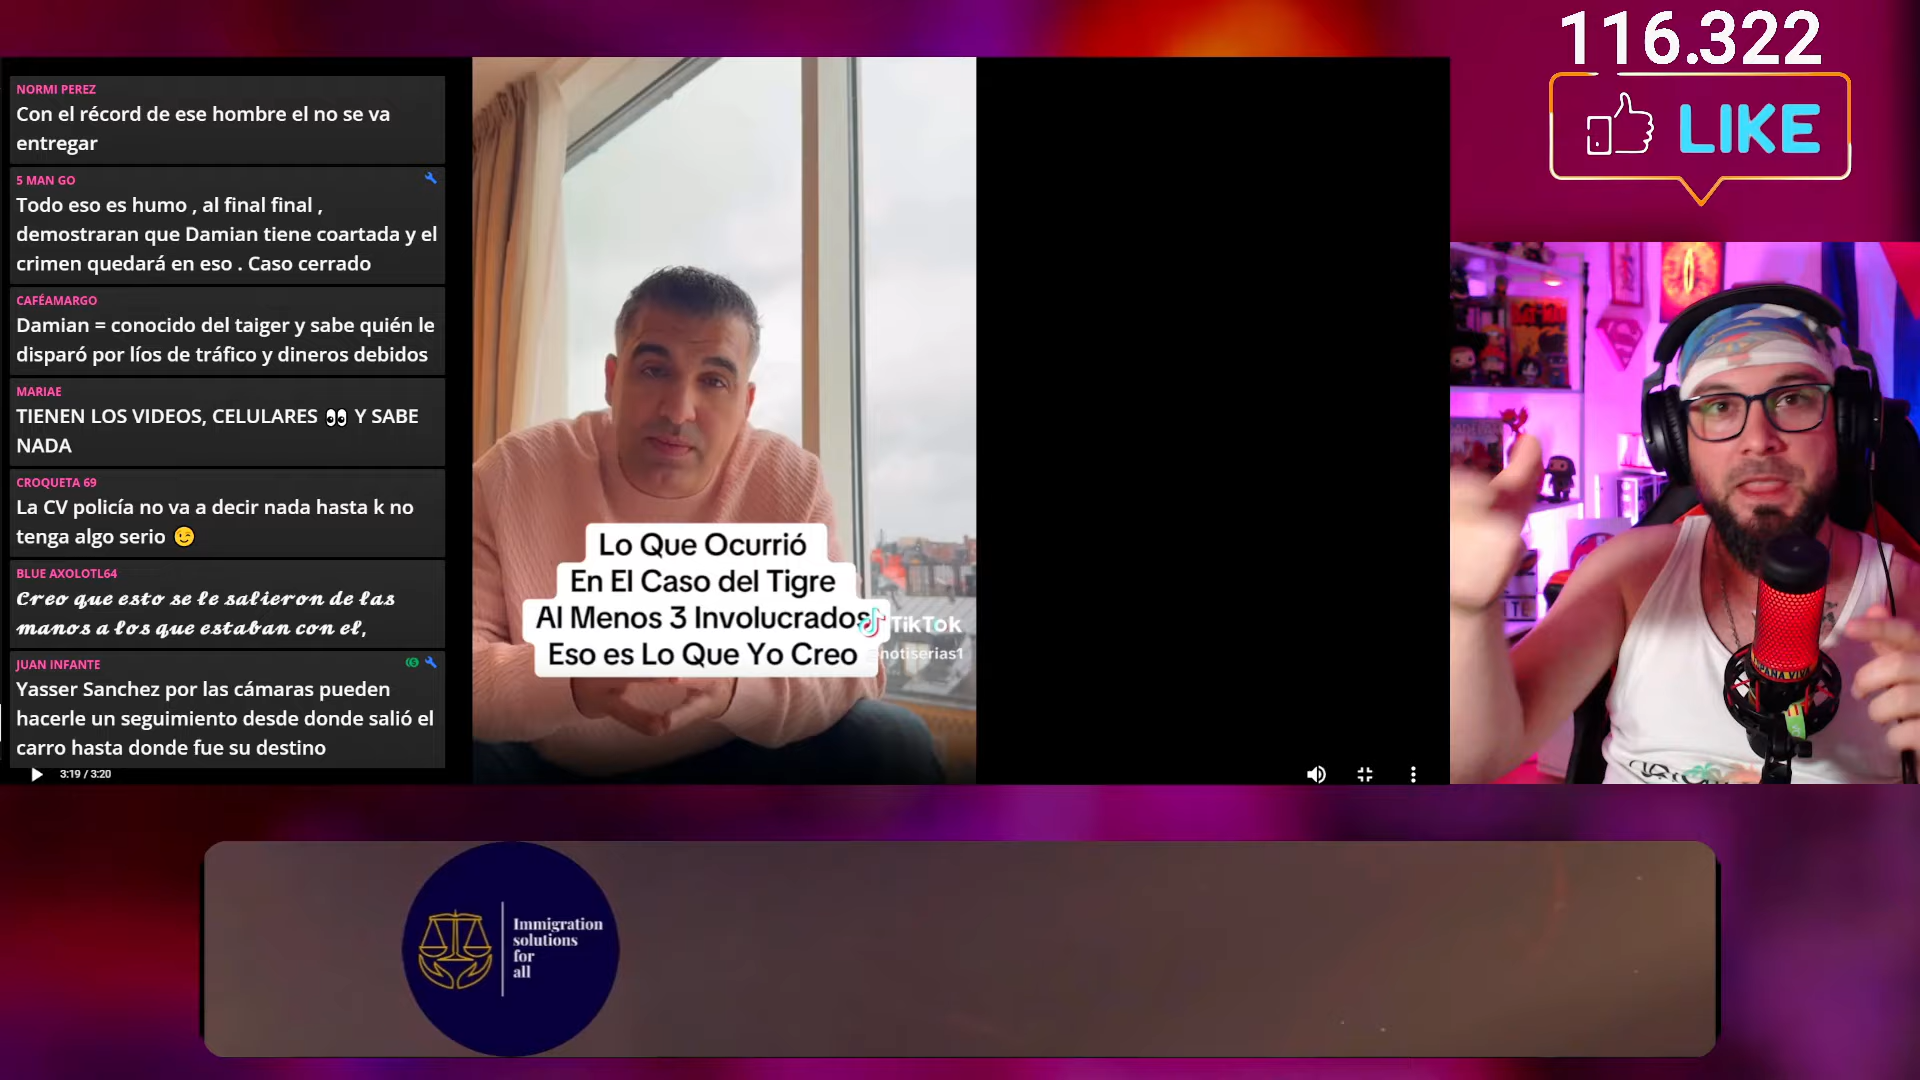 116.322
LIKE
NORMI PEREZ
Con el récord de ese hombre el no se va
entregar
5 MAN GO
Todo eso es humo , al final final ,
demostraran que Damian tiene coartada y el
crimen quedará en eso . Caso cerrado
CAFÉAMARGO
Damian = conocido del taiger y sabe quién le
disparó por líos de tráfico y dineros debidos
MARIAE
TIENEN LOS VIDEOS, CELULARES 👀 Y SABE
NADA
CROQUETA 69
La CV policía no va a decir nada hasta k no
tenga algo serio 😉
BLUE AXOLOTL64
𝓒𝓻𝓮𝓸 𝓺𝓾𝓮 𝓮𝓼𝓽𝓸 𝓼𝓮 𝓵𝓮 𝓼𝓪𝓵𝓲𝓮𝓻𝓸𝓷 𝓭𝓮 𝓵𝓪𝓼
𝓶𝓪𝓷𝓸𝓼 𝓪 𝓵𝓸𝓼 𝓺𝓾𝓮 𝓮𝓼𝓽𝓪𝓫𝓪𝓷 𝓬𝓸𝓷 𝓮𝓵,
JUAN INFANTE
Yasser Sanchez por las cámaras pueden
hacerle un seguimiento desde donde salió el
carro hasta donde fue su destino
3:19 / 3:20
Lo Que Ocurrió
En El Caso del Tigre
Al Menos 3 Involucrados
Eso es Lo Que Yo Creo
TikTok
notiserias1
Immigration
solutions
for
all